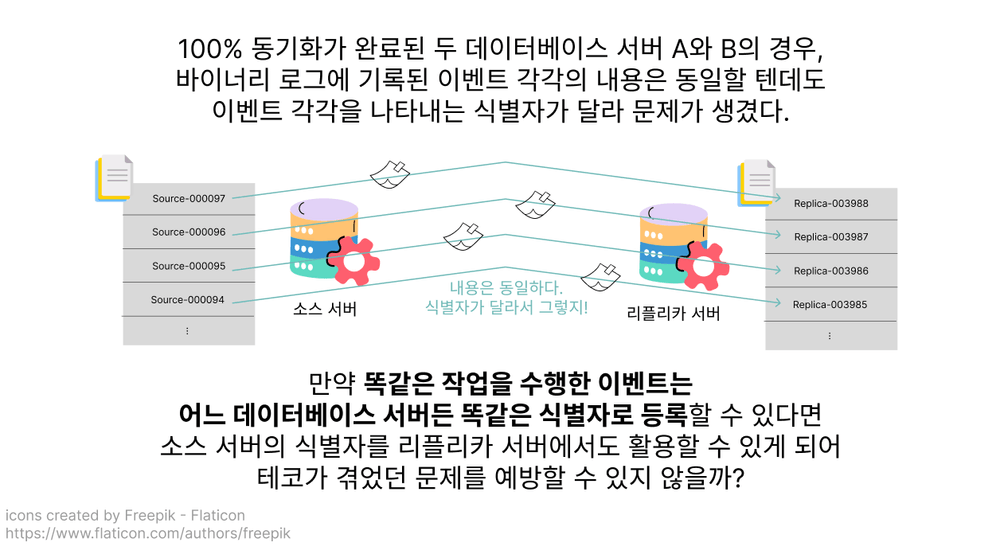 100% 동기화가 완료된 두 데이터베이스 서버 A와 B의 경우,
바이너리 로그에 기록된 이벤트 각각의 내용은 동일할 텐데도
이벤트 각각을 나타내는 식별자가 달라 문제가 생겼다.
Source-000097
Source-000096
Source-000095
Source-000094
⋮
소스 서버
내용은 동일하다.
식별자가 달라서 그렇지!
리플리카 서버
Replica-003988
Replica-003987
Replica-003986
Replica-003985
⋮
만약 똑같은 작업을 수행한 이벤트는
어느 데이터베이스 서버든 똑같은 식별자로 등록할 수 있다면
소스 서버의 식별자를 리플리카 서버에서도 활용할 수 있게 되어
테코가 겪었던 문제를 예방할 수 있지 않을까?
icons created by Freepik - Flaticon
https://www.flaticon.com/authors/freepik